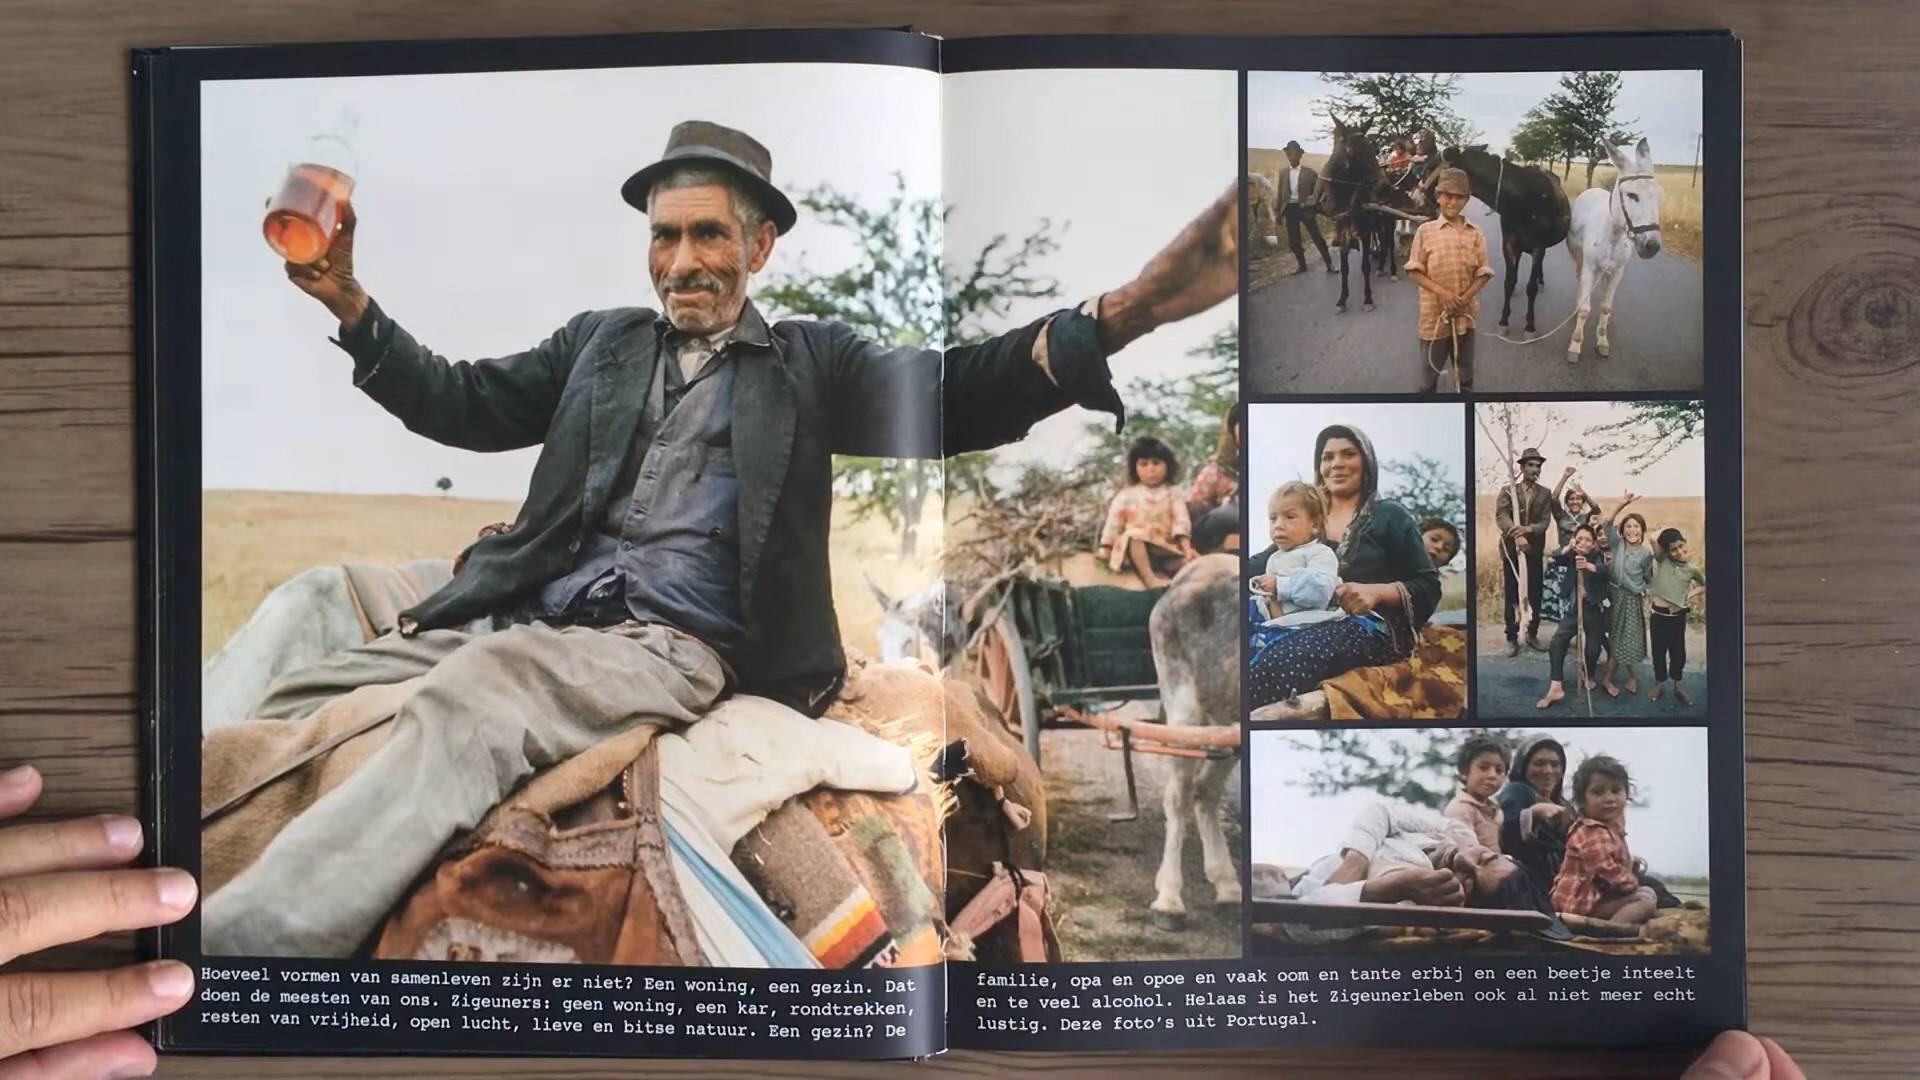 Hoeveel vormen van samenleven zijn er niet? Een woning, een gezin. Dat
doen de meesten van ons. Zigeuners: geen woning, een kar, rondtrekken,
resten van vrijheid, open lucht, lieve en bitse natuur. Een gezin? De
familie, opa en opoe en vaak oom en tante erbij en een beetje inteelt
en te veel alcohol. Helaas is het Zigeunerleben ook al niet meer echt
lustig. Deze foto's uit Portugal.